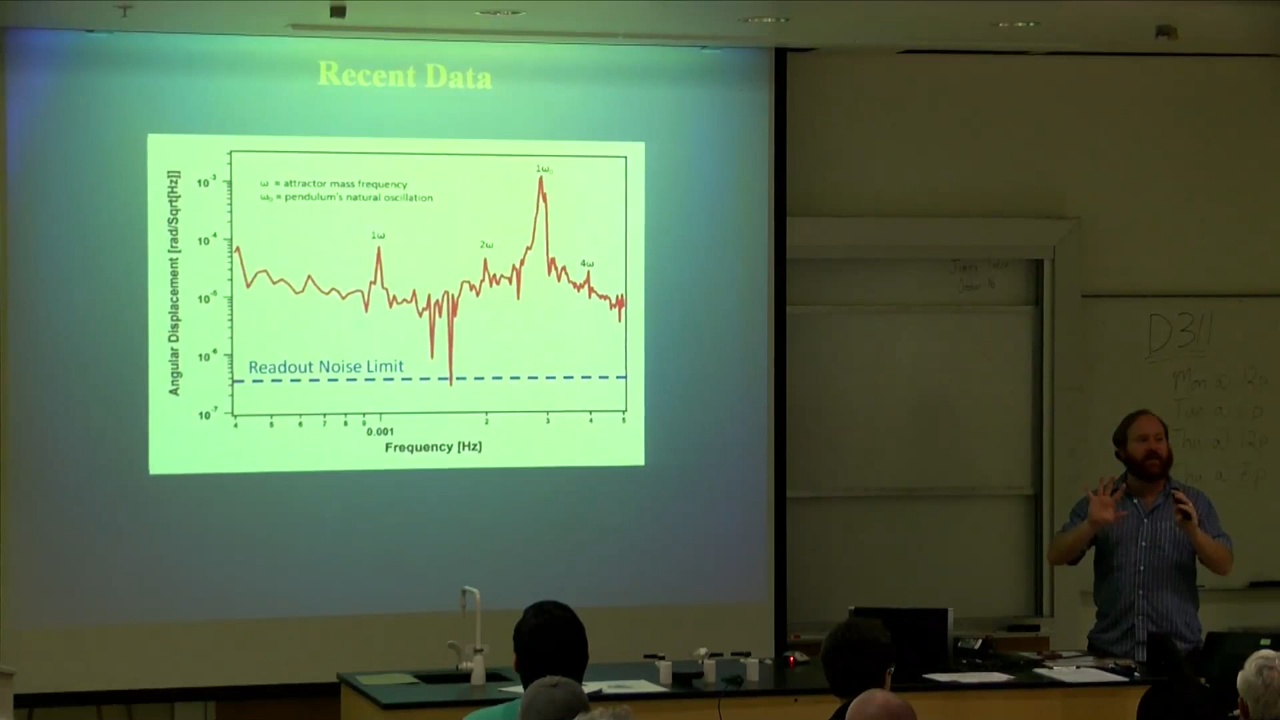 Recent Data
Angular Displacement [rad/Sqrt[Hz]]
10⁻³
10⁻⁴
10⁻⁵
10⁻⁶
10⁻⁷
ω = attractor mass frequency
ω₀ = pendulum's natural oscillation
1ω
2ω
1ω₀
4ω
Readout Noise Limit
4 5 6 7 8 9 2 3 4 5
0.001
Frequency [Hz]
D311
Mon
Tue